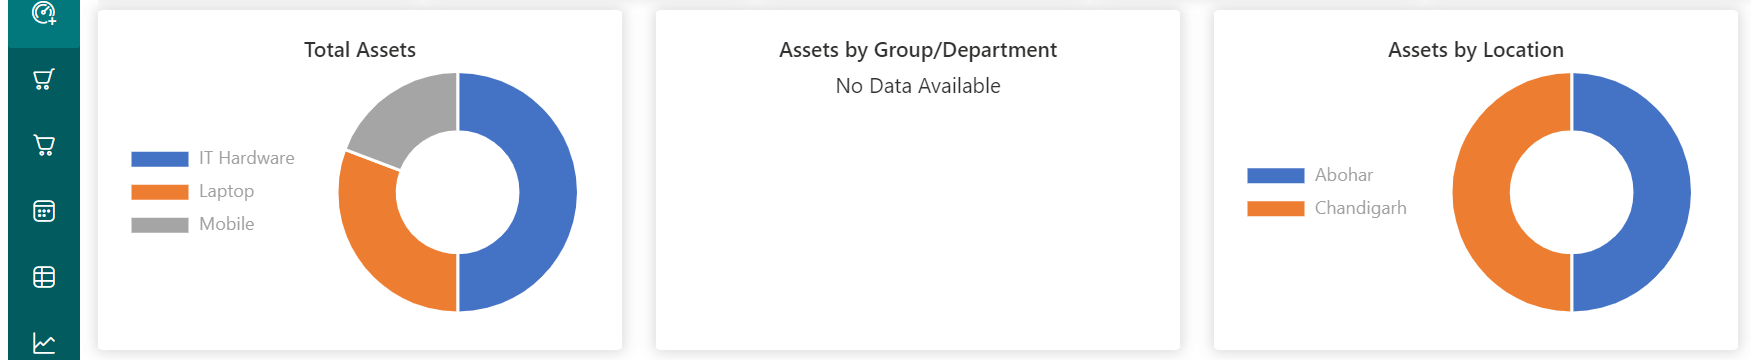 Total Assets
IT Hardware
Laptop
Mobile
Assets by Group/Department
No Data Available
Assets by Location
Abohar
Chandigarh